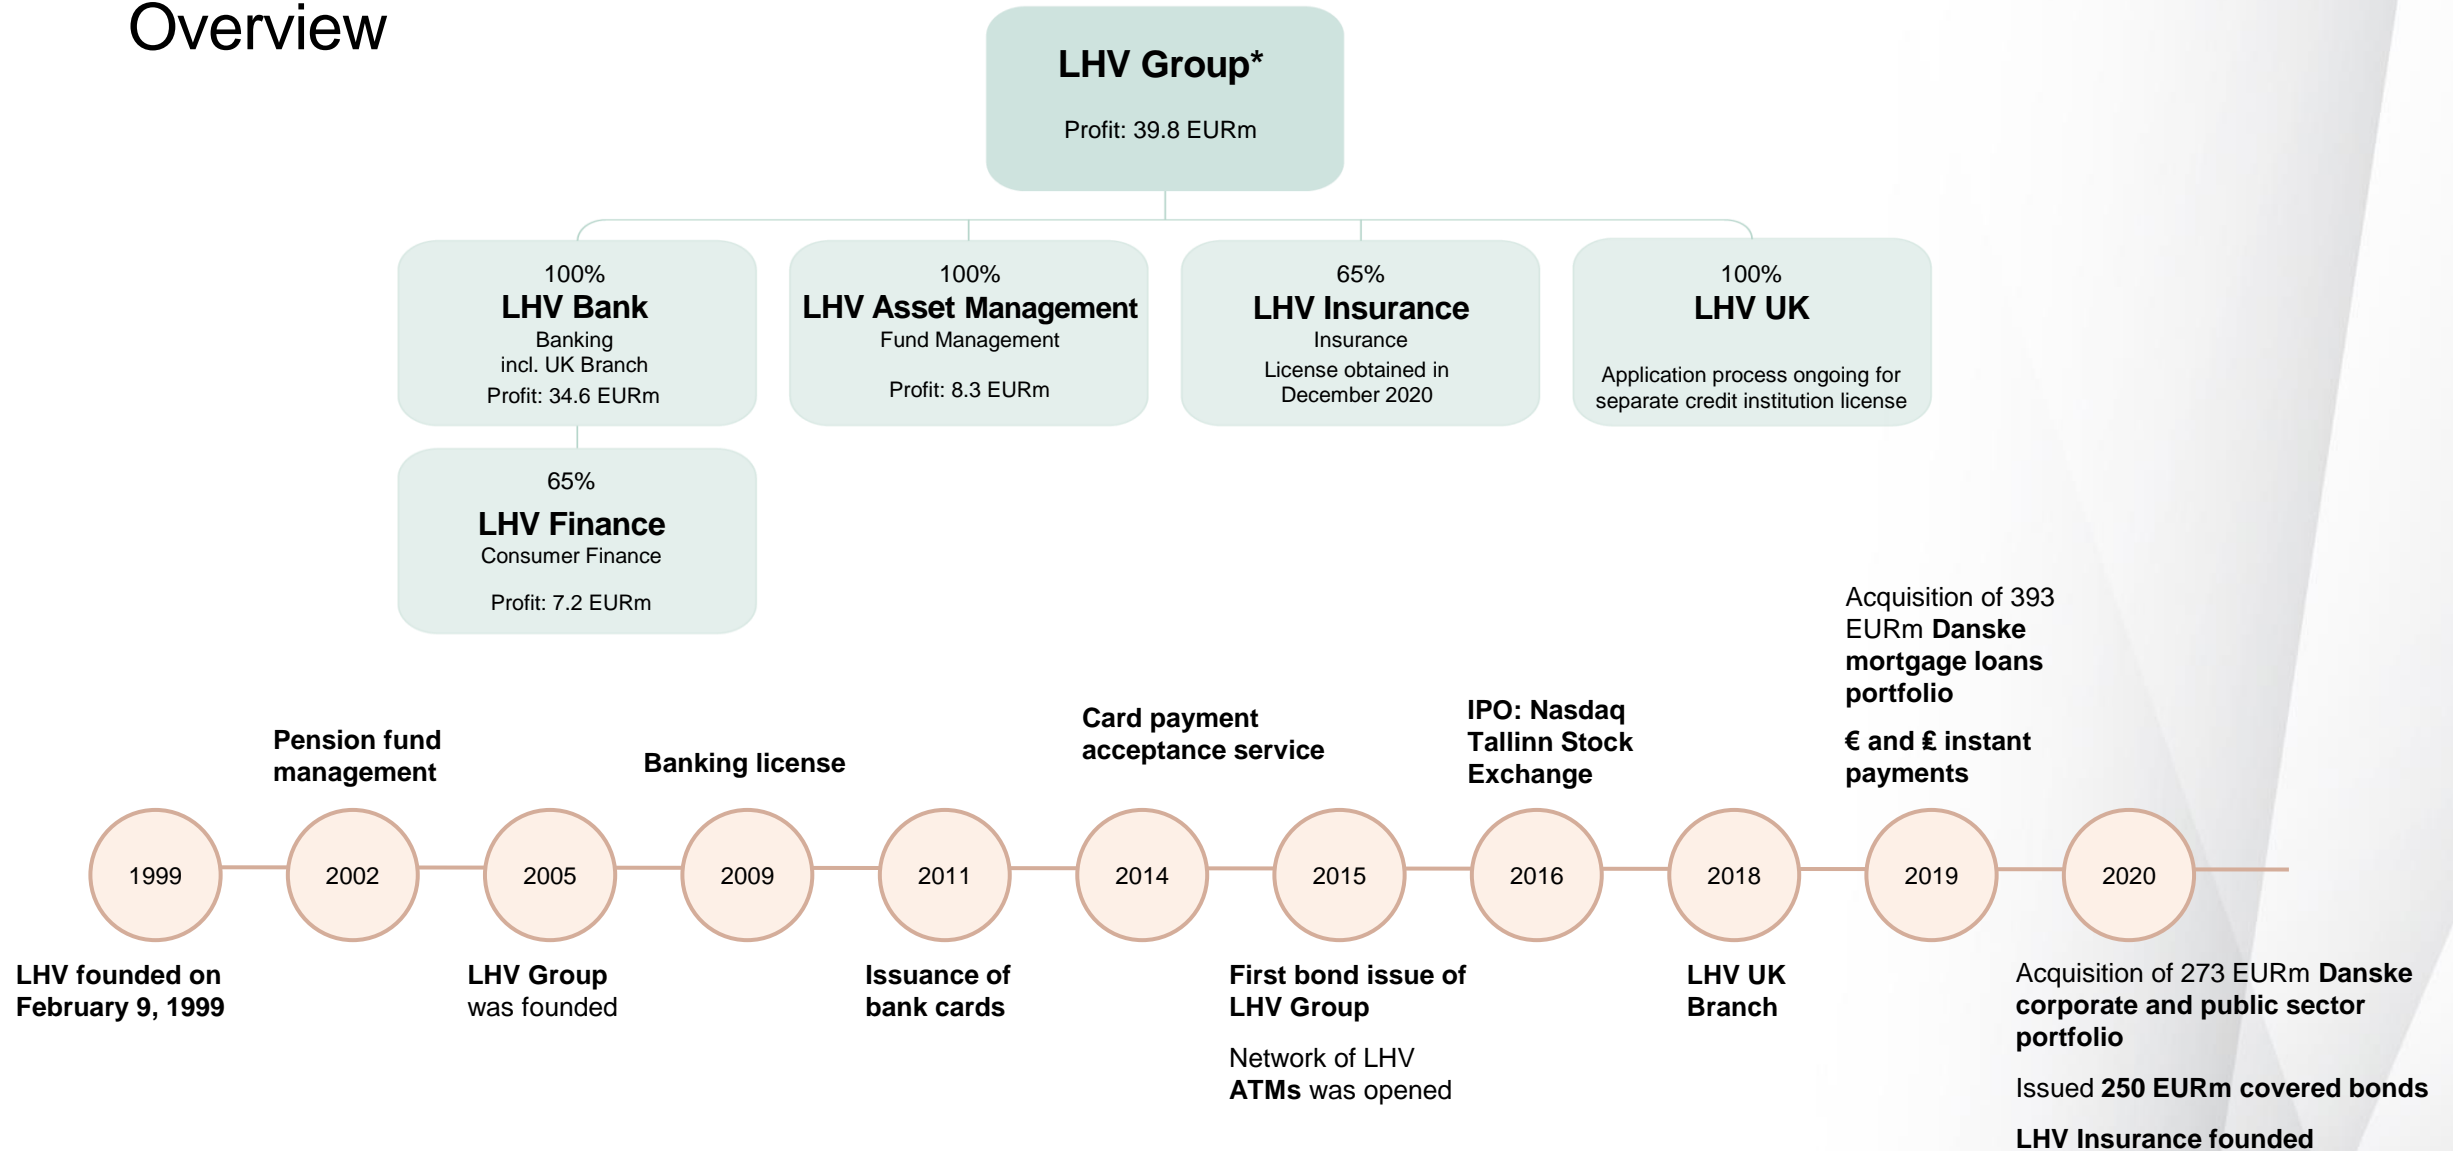 Overview
LHV Group*
Profit: 39.8 EURm
100%
LHV Bank
Banking
incl. UK Branch
Profit: 34.6 EURm
100%
LHV Asset Management
Fund Management
Profit: 8.3 EURm
65%
LHV Insurance
Insurance
License obtained in
December 2020
100%
LHV UK
Application process ongoing for
separate credit institution license
65%
LHV Finance
Consumer Finance
Profit: 7.2 EURm
Pension fund
management
Banking license
Card payment
acceptance service
IPO: Nasdaq
Tallinn Stock
Exchange
Acquisition of 393
EURm Danske
mortgage loans
portfolio
€ and ₤ instant
payments
1999
2002
2005
2009
2011
2014
2015
2016
2018
2019
2020
LHV founded on
February 9, 1999
LHV Group
was founded
Issuance of
bank cards
First bond issue of
LHV Group
Network of LHV
ATMs was opened
LHV UK
Branch
Acquisition of 273 EURm Danske
corporate and public sector
portfolio
Issued 250 EURm covered bonds
LHV Insurance founded